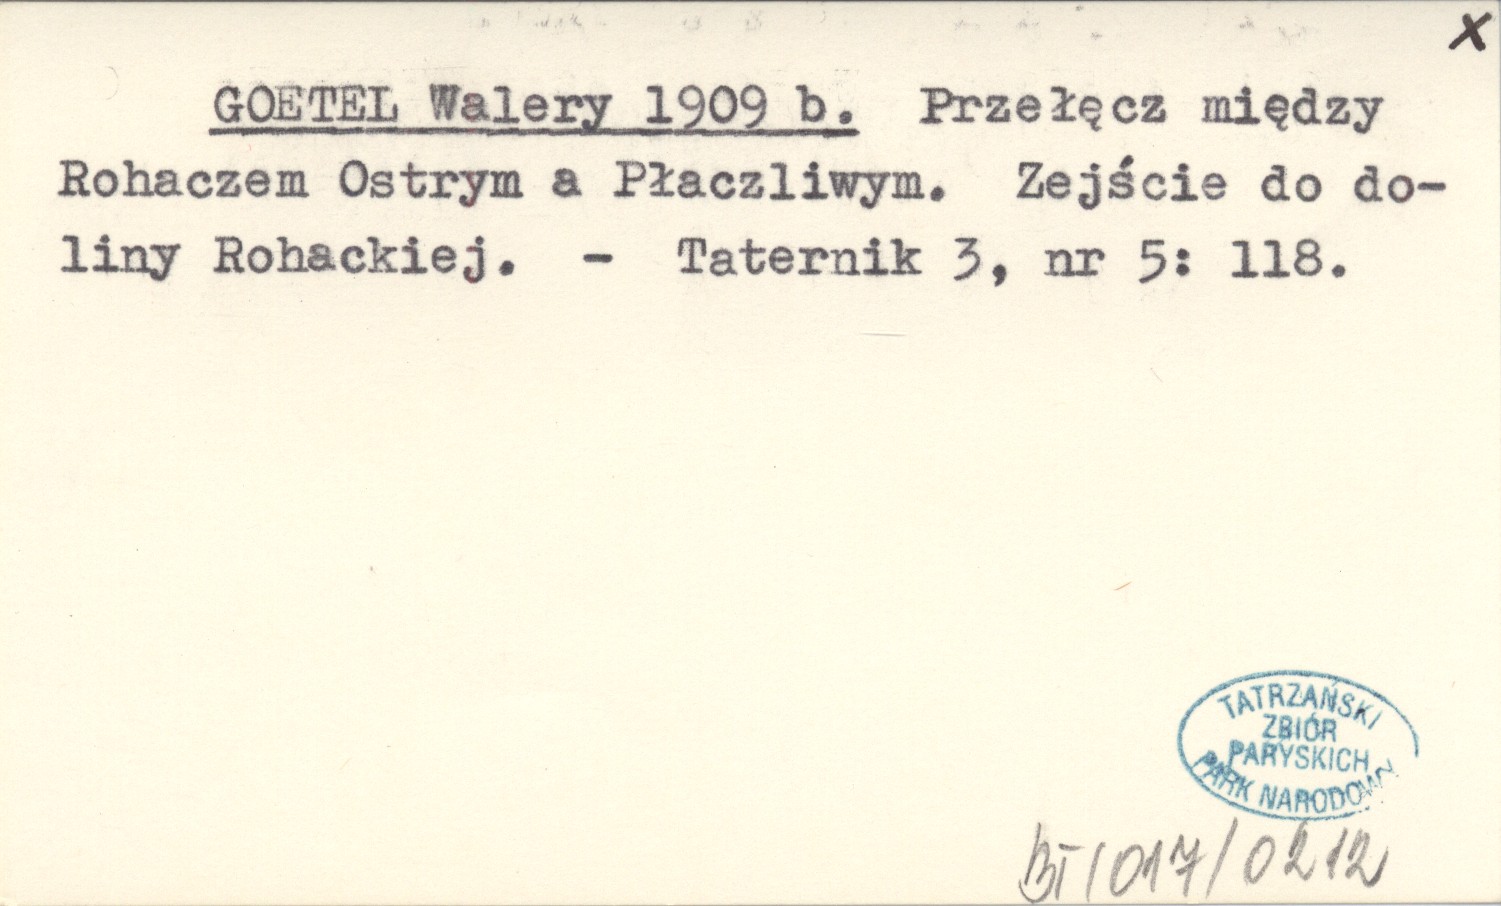 x
GOETEL Walery 1909 b. Przełęcz między
Rohaczem Ostrym a Płaczliwym. Zejście do do-
liny Rohackiej. - Taternik 3, nr 5: 118.
TATRZAŃSKI
ZBIÓR
PARYSKICH
PARK NARODOWY
BT/017/0212